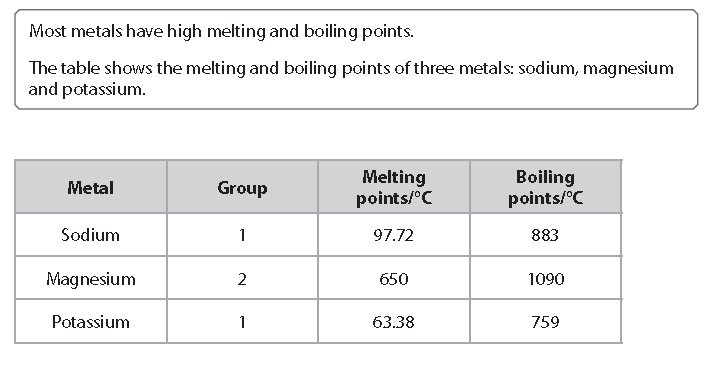 Most metals have high melting and boiling points.
The table shows the melting and boiling points of three metals: sodium, magnesium
and potassium.
Metal Group Melting points/°C Boiling points/°C
Sodium 1 97.72 883
Magnesium 2 650 1090
Potassium 1 63.38 759